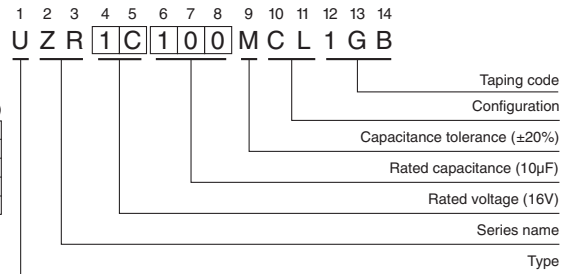 1 2 3 4 5 6 7 8 9 10 11 12 13 14
U Z R 1 C 1 0 0 M C L 1 G B
Taping code
Configuration
Capacitance tolerance (±20%)
Rated capacitance (10µF)
Rated voltage (16V)
Series name
Type